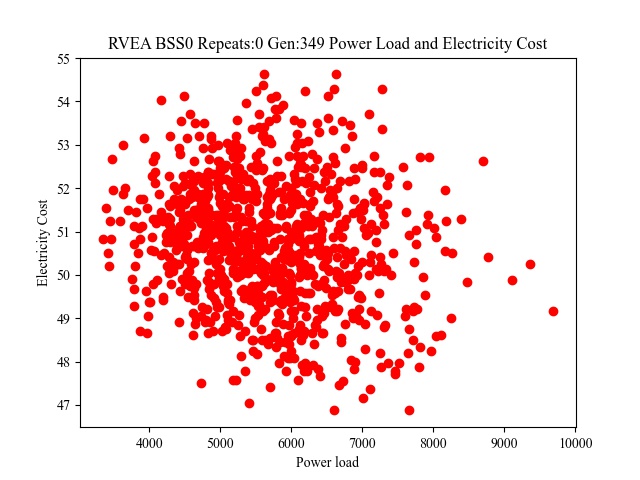 RVEA BSS0 Repeats:0 Gen:349 Power Load and Electricity Cost
Electricity Cost
55
54
53
52
51
50
49
48
47
4000 5000 6000 7000 8000 9000 10000
Power load